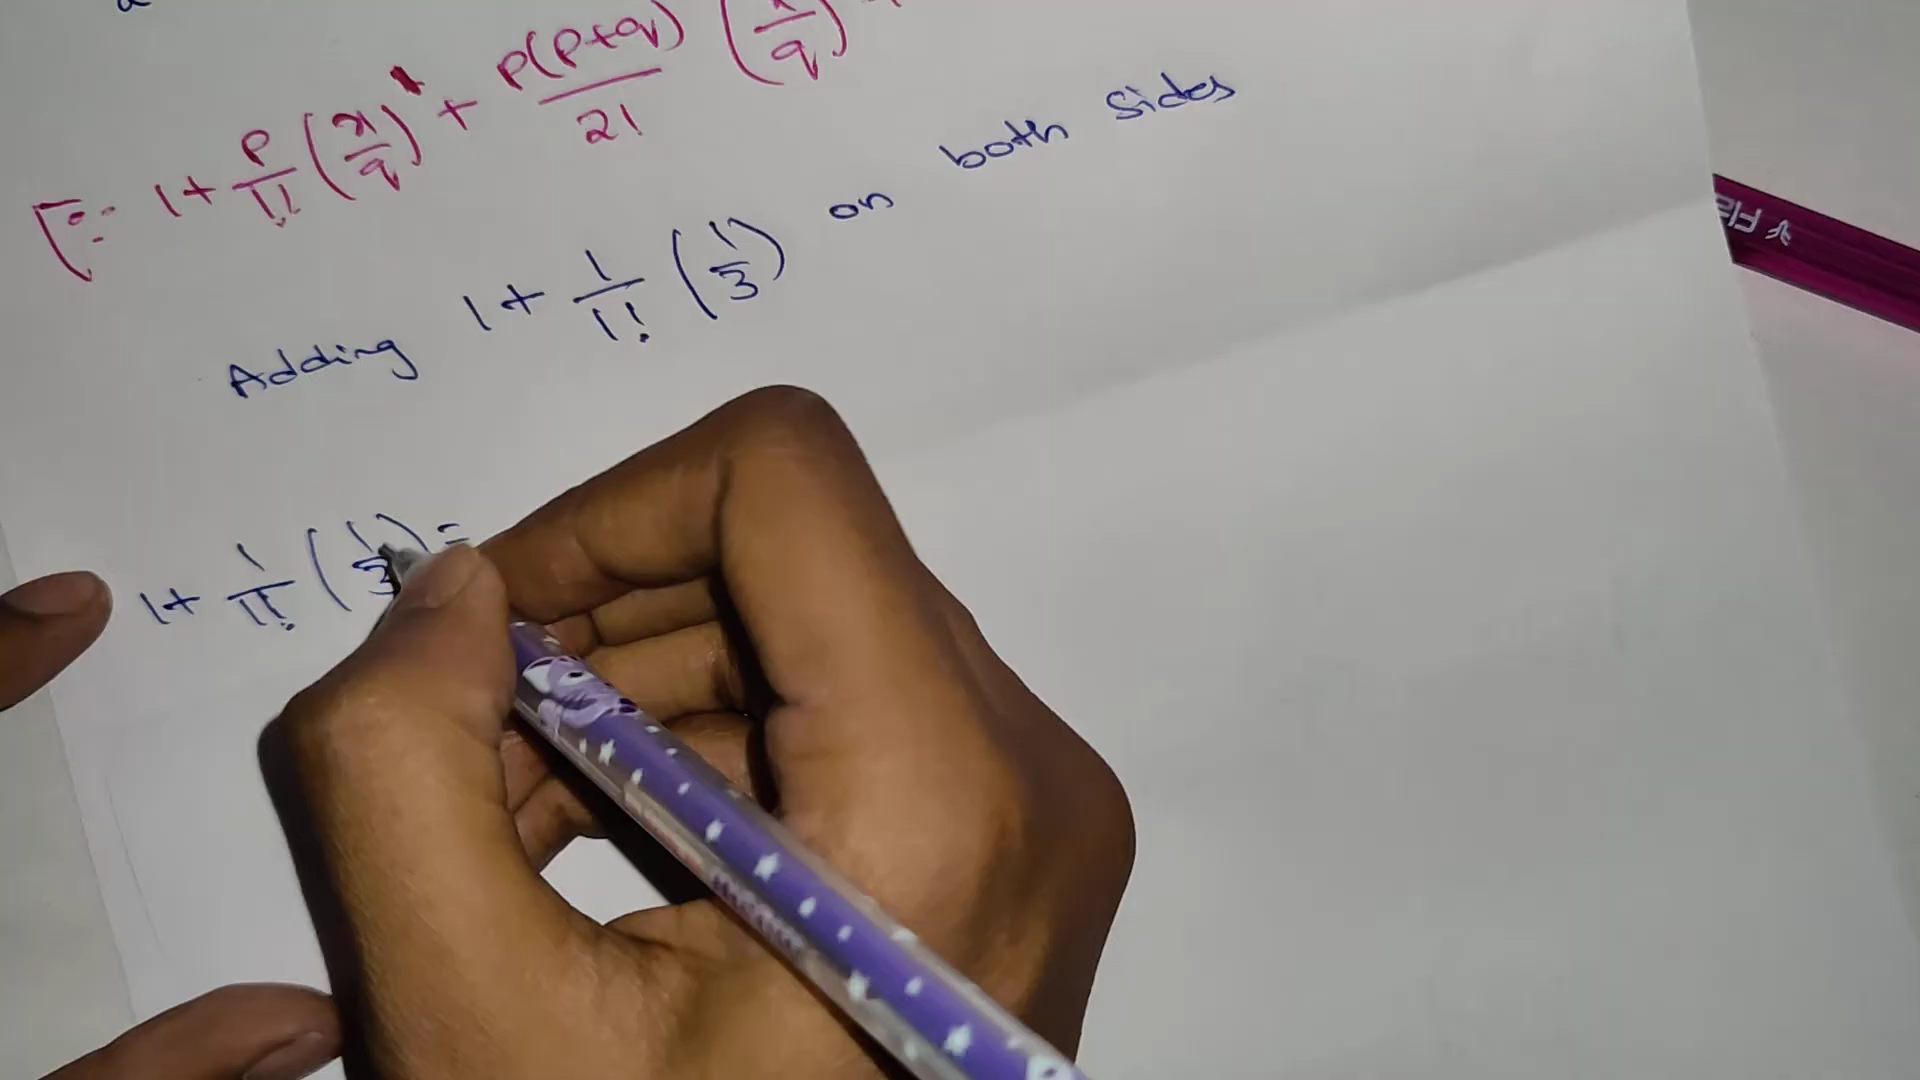 [∵ 1 + P/1! (x/q) + P(P+q)/2! (x/q)
Adding 1 + 1/1! (1/3) on both sides
1 + 1/1! (1/3) =